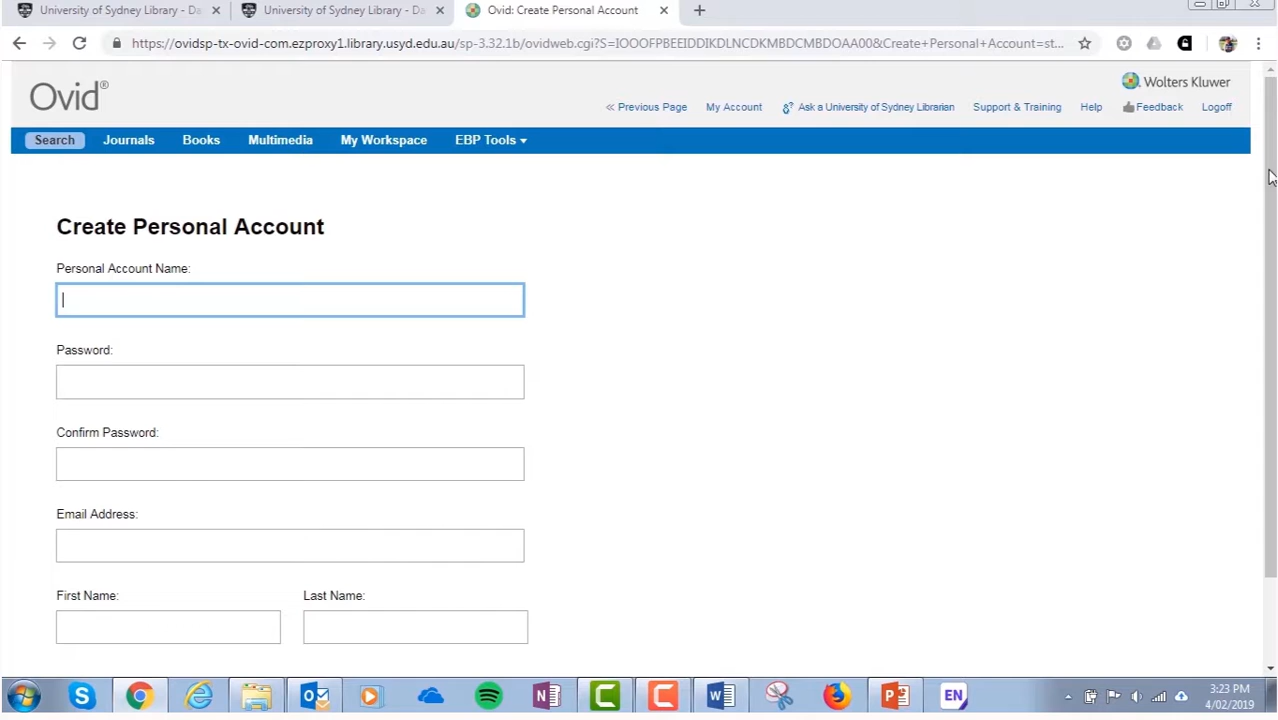 University of Sydney Library - Da
University of Sydney Library - Da
Ovid: Create Personal Account
https://ovidsp-tx-ovid-com.ezproxy1.library.usyd.edu.au/sp-3.32.1b/ovidweb.cgi?S=IOOOFPBEEIDDIKDLNCDKMBDCMBDOAA00&Create+Personal+Account=st...
Ovid®
Wolters Kluwer
Previous Page My Account Ask a University of Sydney Librarian Support & Training Help Feedback Logoff
Search Journals Books Multimedia My Workspace EBP Tools
Create Personal Account
Personal Account Name:
Password:
Confirm Password:
Email Address:
First Name: Last Name:
EN
3:23 PM
4/02/2019